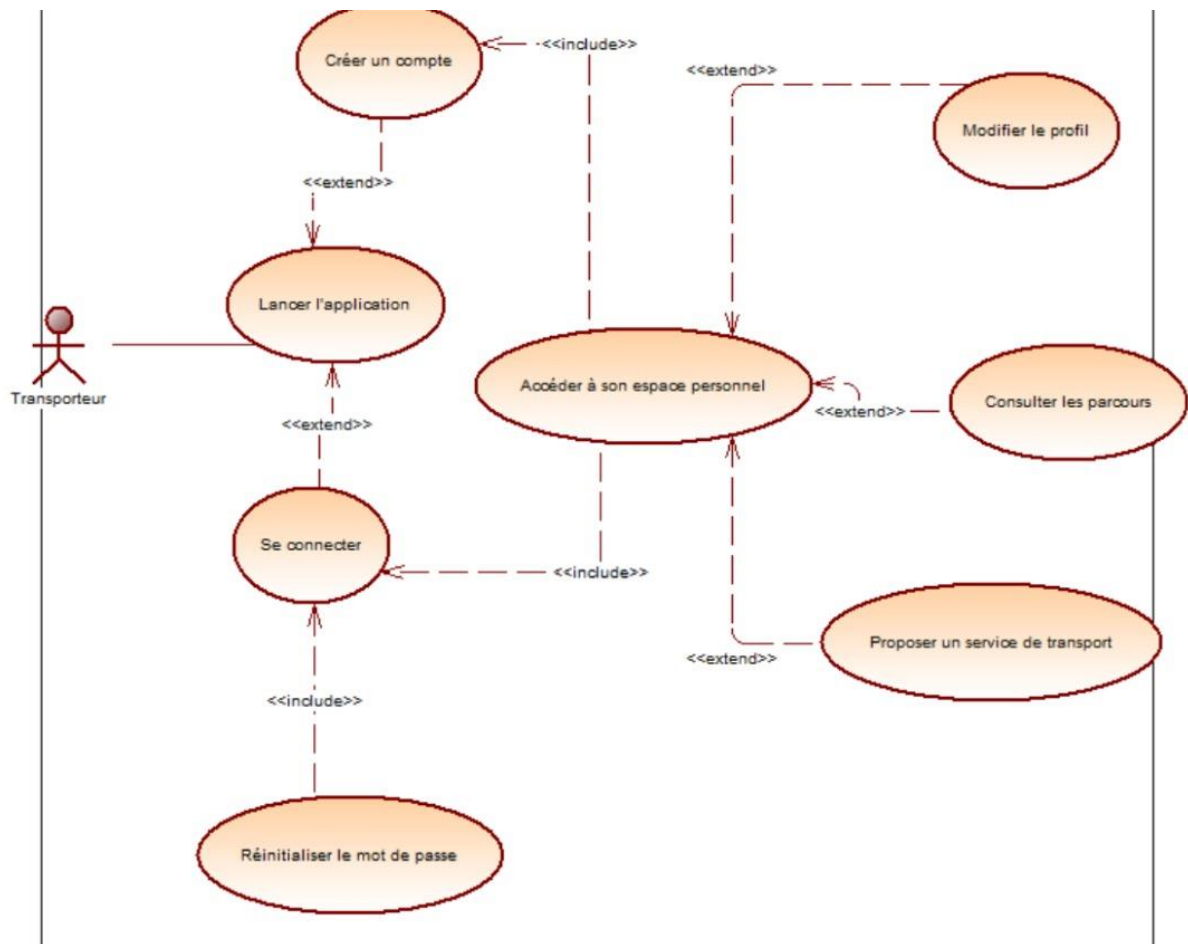 Créer un compte
<<include>>
<<extend>>
Modifier le profil
<<extend>>
Lancer l'application
Transporteur
Accéder à son espace personnel
Consulter les parcours
<<extend>>
<<extend>>
Se connecter
<<include>>
Proposer un service de transport
<<extend>>
<<include>>
Réinitialiser le mot de passe